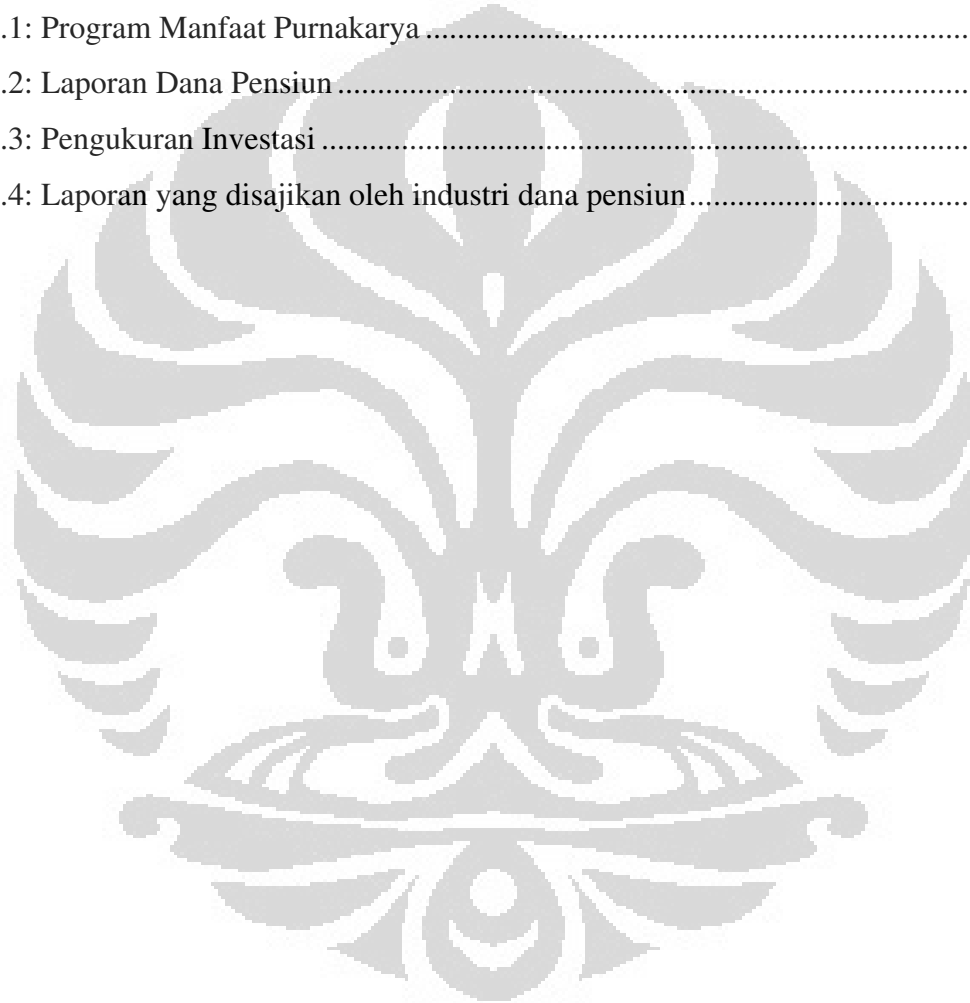 .1: Program Manfaat Purnakarya ....................................................................
.2: Laporan Dana Pensiun ...............................................................................
.3: Pengukuran Investasi .................................................................................
.4: Laporan yang disajikan oleh industri dana pensiun ...................................